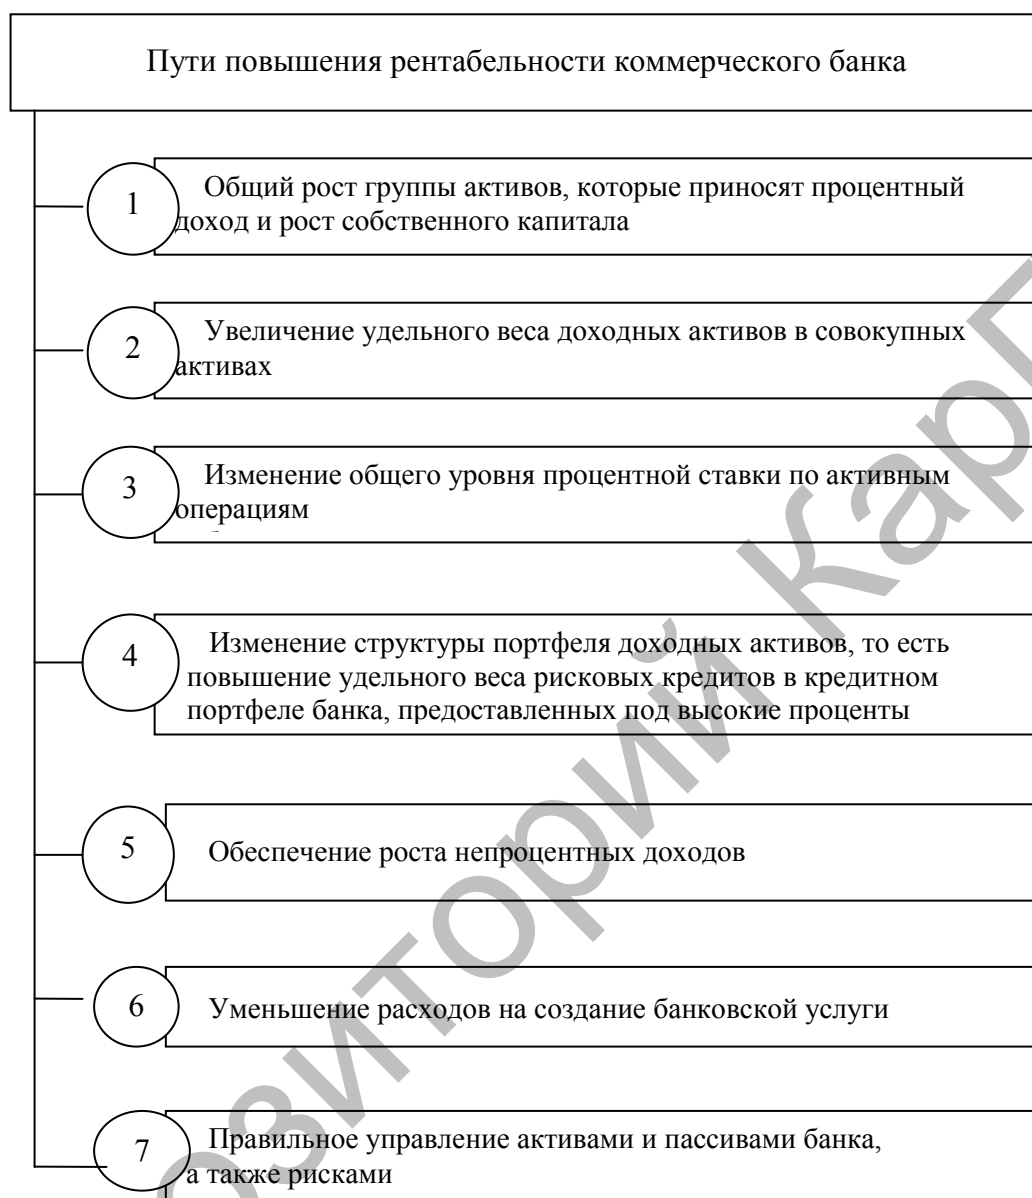 Пути повышения рентабельности коммерческого банка
1
Общий рост группы активов, которые приносят процентный
доход и рост собственного капитала
2
Увеличение удельного веса доходных активов в совокупных
активах
3
Изменение общего уровня процентной ставки по активным
операциям
4
Изменение структуры портфеля доходных активов, то есть
повышение удельного веса рисковых кредитов в кредитном
портфеле банка, предоставленных под высокие проценты
5
Обеспечение роста непроцентных доходов
6
Уменьшение расходов на создание банковской услуги
7
Правильное управление активами и пассивами банка,
а также рисками